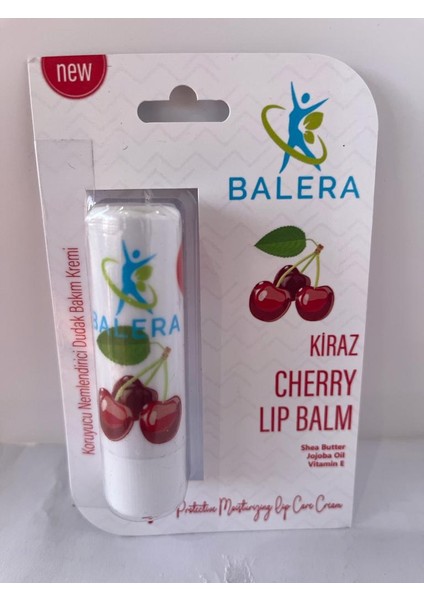 new
BALERA
Koruyucu Nemlendirici Dudak Bakım Kremi
BALERA
KİRAZ
CHERRY
LIP BALM
Shea Butter
Jojoba Oil
Vitamin E
Protective Moisturizing Lip Care Cream